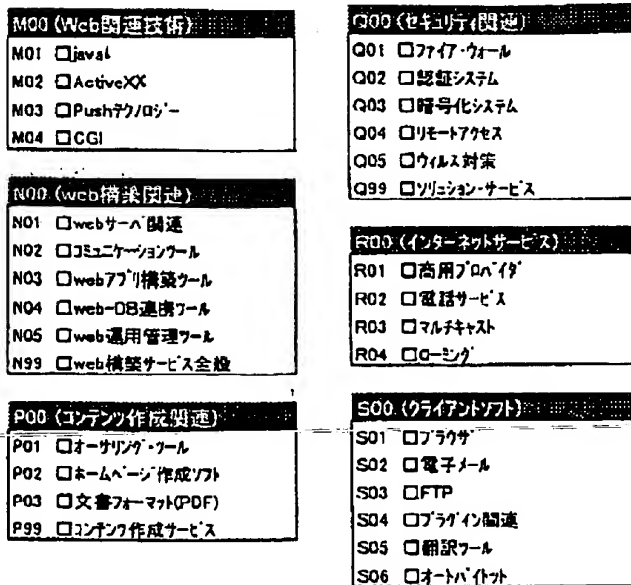 M00 (Web関連技術)
M01 □java
M02 □ActiveXX
M03 □Pushテクノロジー
M04 □CGI
N00 (web構築関連)
N01 □webサーバ関連
N02 □コミュニケーションツール
N03 □webアプリ構築ツール
N04 □web-DB連携ツール
N05 □web運用管理ツール
N99 □web構築サービス全般
P00 (コンテンツ作成関連)
P01 □オーサリング・ツール
P02 □ホームページ作成ソフト
P03 □文書フォーマット(PDF)
P99 □コンテンツ作成サービス
Q00 (セキュリティ関連)
Q01 □ファイア・ウォール
Q02 □認証システム
Q03 □暗号化システム
Q04 □リモートアクセス
Q05 □ウィルス対策
Q99 □ソリューション・サービス
R00 (インターネットサービス)
R01 □商用プロバイダ
R02 □電話サービス
R03 □マルチキャスト
R04 □ローミング
S00 (クライアントソフト)
S01 □ブラウザ
S02 □電子メール
S03 □FTP
S04 □プラグイン関連
S05 □翻訳ツール
S06 □オートパイロット